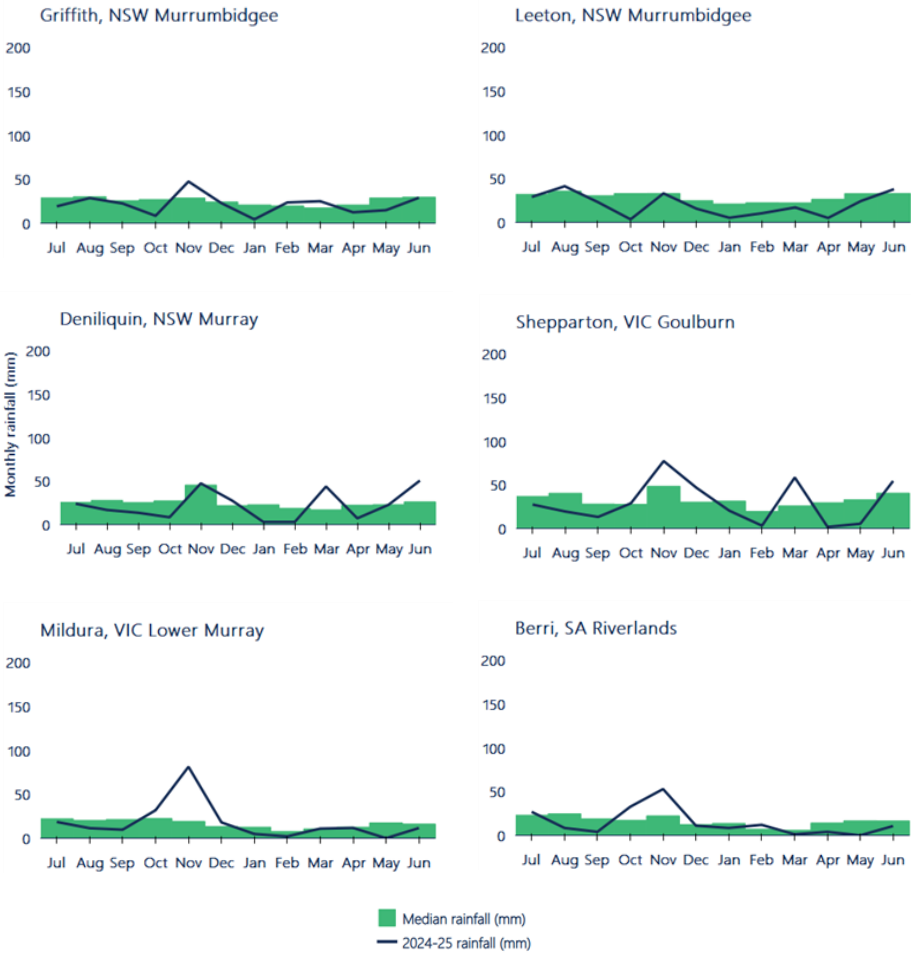 Griffith, NSW Murrumbidgee
200
150
100
50
0
Jul Aug Sep Oct Nov Dec Jan Feb Mar Apr May Jun
Leeton, NSW Murrumbidgee
200
150
100
50
0
Jul Aug Sep Oct Nov Dec Jan Feb Mar Apr May Jun
Monthly rainfall (mm)
Deniliquin, NSW Murray
200
150
100
50
0
Jul Aug Sep Oct Nov Dec Jan Feb Mar Apr May Jun
Shepparton, VIC Goulburn
200
150
100
50
0
Jul Aug Sep Oct Nov Dec Jan Feb Mar Apr May Jun
Mildura, VIC Lower Murray
200
150
100
50
0
Jul Aug Sep Oct Nov Dec Jan Feb Mar Apr May Jun
Berri, SA Riverlands
200
150
100
50
0
Jul Aug Sep Oct Nov Dec Jan Feb Mar Apr May Jun
Median rainfall (mm)
2024-25 rainfall (mm)